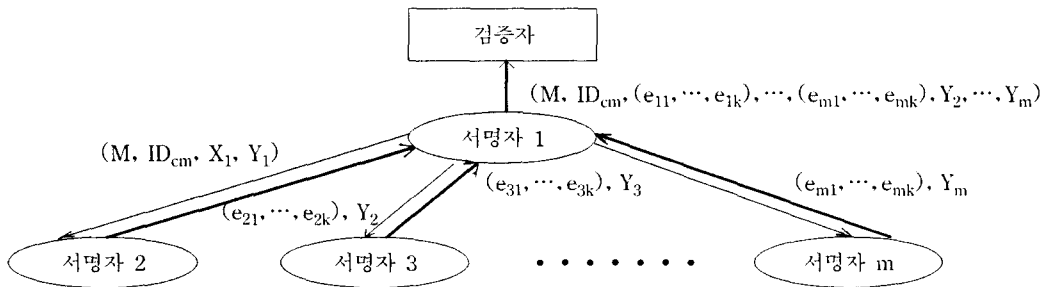 검증자
(M, ID_cm, (e_11, ⋯, e_1k), ⋯, (e_m1, ⋯, e_mk), Y_2, ⋯, Y_m)
서명자 1
(M, ID_cm, X_1, Y_1)
(e_31, ⋯, e_3k), Y_3
(e_m1, ⋯, e_mk), Y_m
(e_21, ⋯, e_2k), Y_2
서명자 2
서명자 3
서명자 m